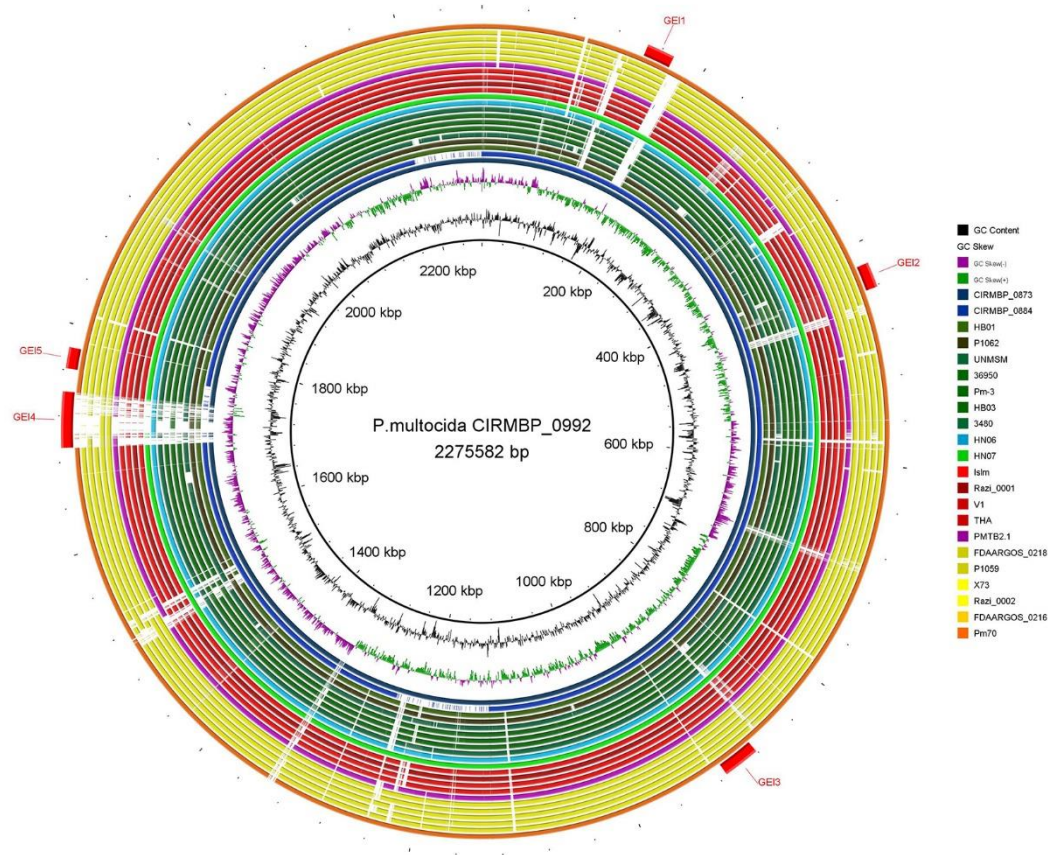 GEI1
GEI2
GEI3
GEI4
GEI5
200 kbp
400 kbp
600 kbp
800 kbp
1000 kbp
1200 kbp
1400 kbp
1600 kbp
1800 kbp
2000 kbp
2200 kbp
P.multocida CIRMBP_0992
2275582 bp
GC Content
GC Skew
GC Skew(-)
GC Skew(+)
CIRMBP_0873
CIRMBP_0884
HB01
P1062
UNMSM
36950
Pm-3
HB03
3480
HN06
HN07
Islm
Razi_0001
V1
THA
PMTB2.1
FDAARGOS_0218
P1059
X73
Razi_0002
FDAARGOS_0216
Pm70